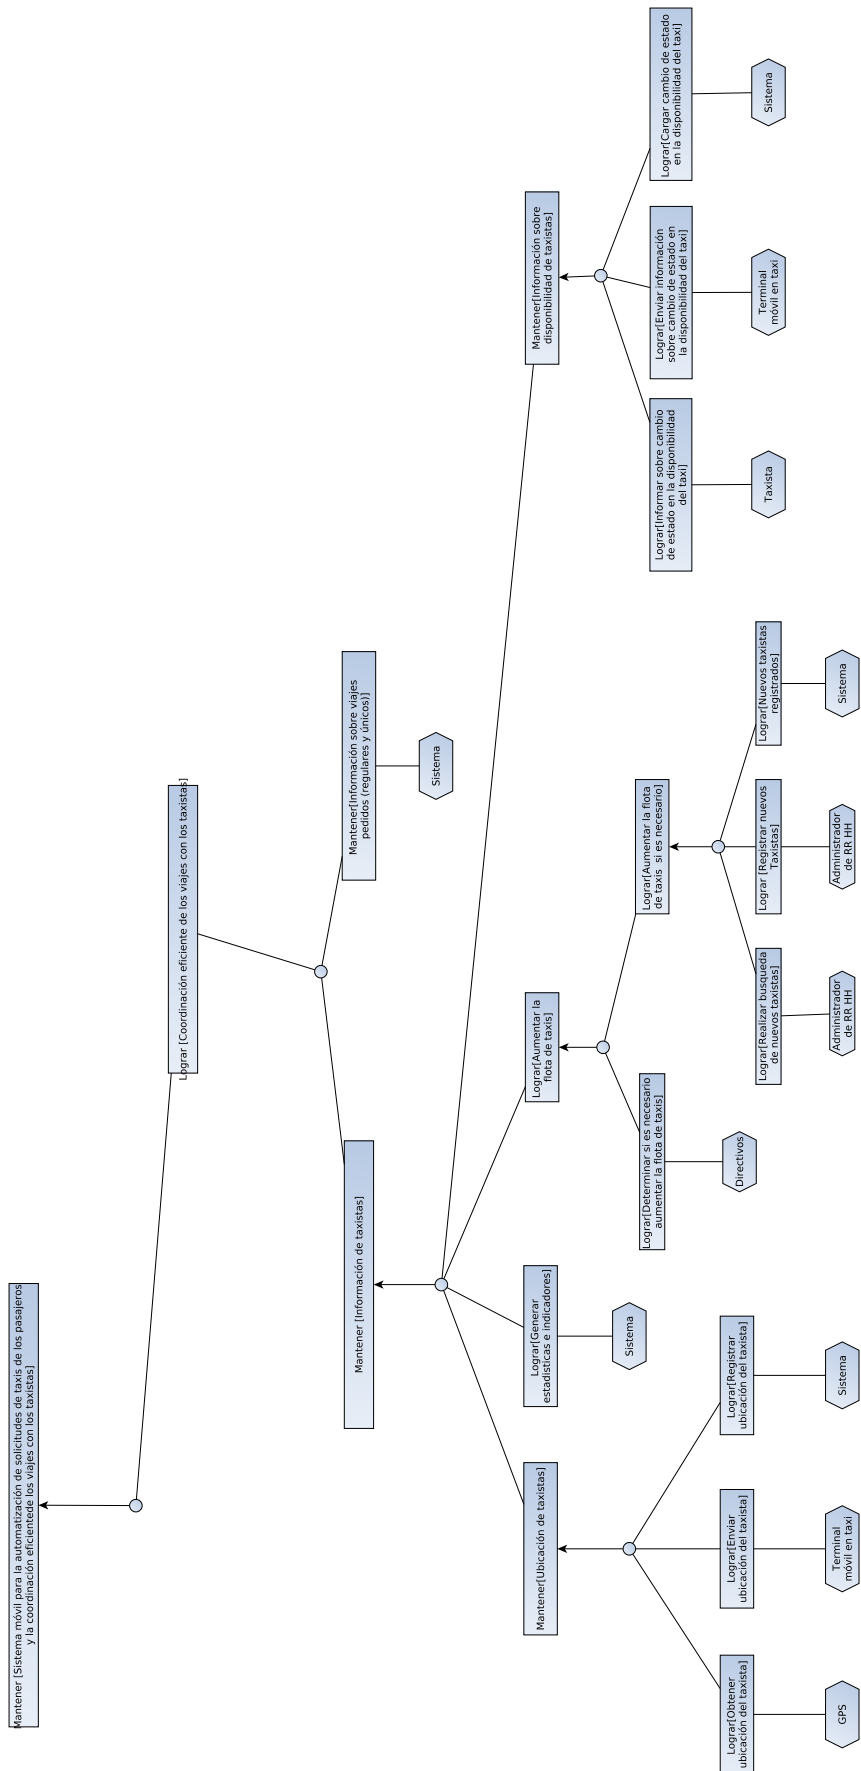 Mantener [Sistema móvil para la automatización de solicitudes de taxis de los pasajeros
y la coordinación eficientede los viajes con los taxistas]
Lograr [Coordinación eficiente de los viajes con los taxistas]
Mantener [Información de taxistas]
Mantener[Información sobre viajes
pedidos (regulares y únicos)]
Sistema
Mantener[Ubicación de taxistas]
Lograr[Generar
estadisticas e indicadores]
Sistema
Lograr[Aumentar la
flota de taxis]
Mantener[Información sobre
disponibilidad de taxistas]
Lograr[Determinar si es necesario
aumentar la flota de taxis]
Directivos
Lograr[Aumentar la flota
de taxis si es necesario]
Lograr[Informar sobre cambio
de estado en la disponibilidad
del taxi]
Lograr[Enviar información
sobre cambio de estado en
la disponibilidad del taxi]
Lograr[Cargar cambio de estado
en la disponibilidad del taxi]
Taxista
Terminal
móvil en taxi
Sistema
Lograr[Obtener
ubicación del taxista]
Lograr[Enviar
ubicación del taxista]
Lograr[Registrar
ubicación del taxista]
Lograr[Realizar busqueda
de nuevos taxistas]
Lograr [Registrar nuevos
Taxistas]
Lograr[Nuevos taxistas
registrados]
GPS
Terminal
móvil en taxi
Sistema
Administrador
de RR HH
Administrador
de RR HH
Sistema